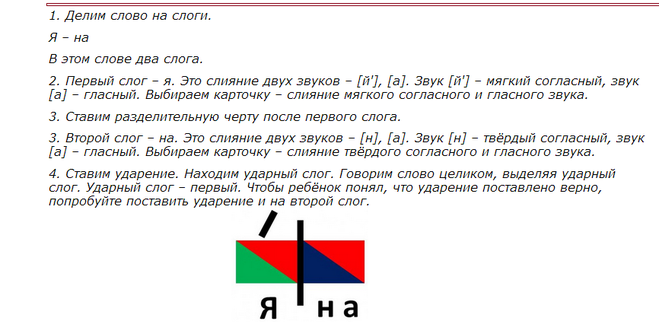 1. Делим слово на слоги.
Я – на
В этом слове два слога.
2. Первый слог – я. Это слияние двух звуков – [й'], [а]. Звук [й'] – мягкий согласный, звук
[а] – гласный. Выбираем карточку – слияние мягкого согласного и гласного звука.
3. Ставим разделительную черту после первого слога.
3. Второй слог – на. Это слияние двух звуков – [н], [а]. Звук [н] – твёрдый согласный, звук
[а] – гласный. Выбираем карточку – слияние твёрдого согласного и гласного звука.
4. Ставим ударение. Находим ударный слог. Говорим слово целиком, выделяя ударный
слог. Ударный слог – первый. Чтобы ребёнок понял, что ударение поставлено верно,
попробуйте поставить ударение и на второй слог.
Я на